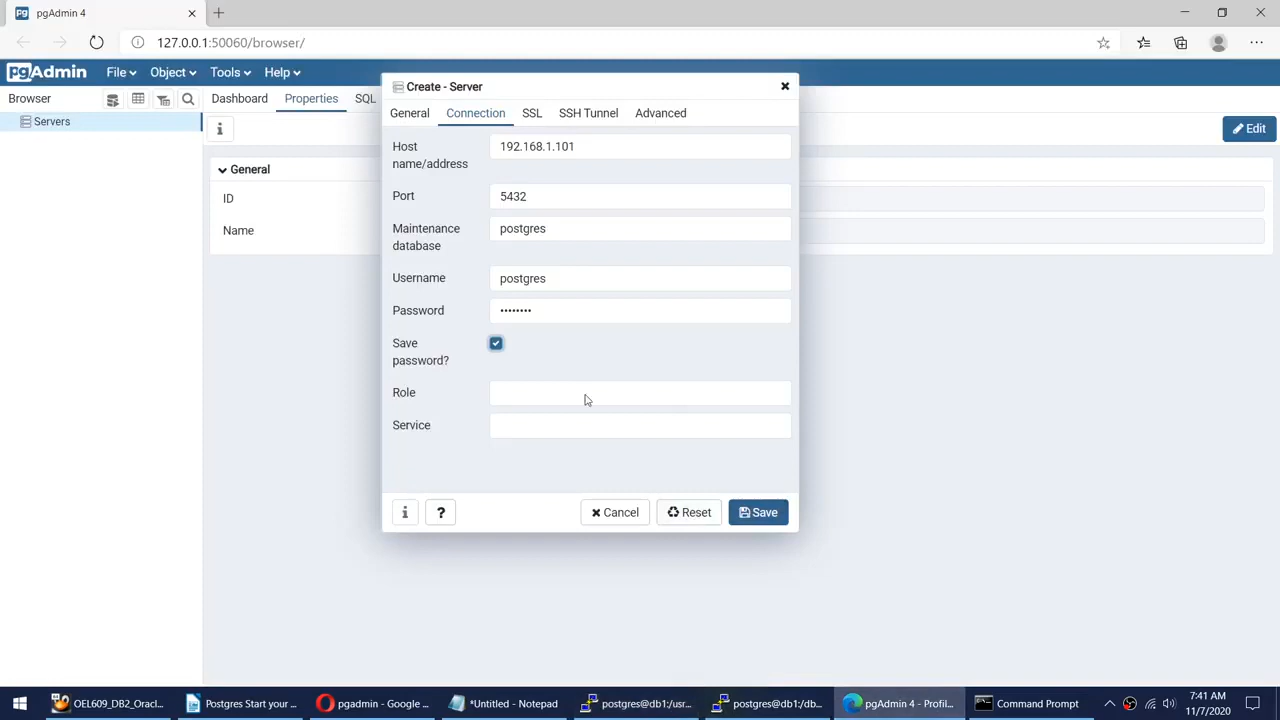 pgAdmin 4
127.0.0.1:50060/browser/
pgAdmin File Object Tools Help
Browser
Dashboard Properties SQL
Servers
Edit
General
ID
Name
Create - Server
General Connection SSL SSH Tunnel Advanced
Host name/address 192.168.1.101
Port 5432
Maintenance database postgres
Username postgres
Password ••••••••
Save password?
Role
Service
i ? Cancel Reset Save
OEL609_DB2_Oracl... Postgres Start your ... pgadmin - Google ... *Untitled - Notepad postgres@db1:/usr... postgres@db1:/db... pgAdmin 4 - Profil... Command Prompt
7:41 AM
11/7/2020